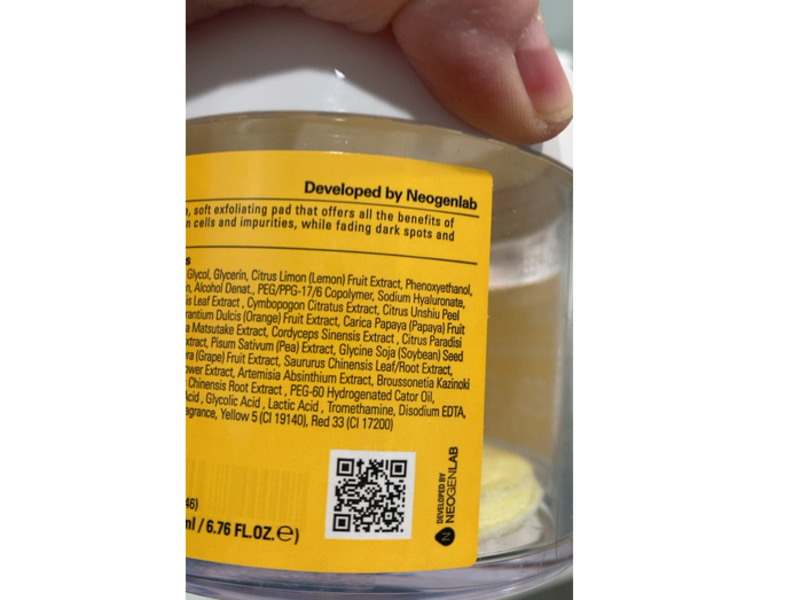 Developed by Neogenlab
, soft exfoliating pad that offers all the benefits of
cells and impurities, while fading dark spots and
s
Glycol, Glycerin, Citrus Limon (Lemon) Fruit Extract, Phenoxyethanol,
n, Alcohol Denat., PEG/PPG-17/6 Copolymer, Sodium Hyaluronate,
is Leaf Extract , Cymbopogon Citratus Extract, Citrus Unshiu Peel
rantium Dulcis (Orange) Fruit Extract, Carica Papaya (Papaya) Fruit
a Matsutake Extract, Cordyceps Sinensis Extract , Citrus Paradisi
xtract, Pisum Sativum (Pea) Extract, Glycine Soja (Soybean) Seed
era (Grape) Fruit Extract, Saururus Chinensis Leaf/Root Extract,
ower Extract, Artemisia Absinthium Extract, Broussonetia Kazinoki
Chinensis Root Extract , PEG-60 Hydrogenated Cator Oil,
Acid , Glycolic Acid , Lactic Acid , Tromethamine, Disodium EDTA,
agrance, Yellow 5 (CI 19140), Red 33 (CI 17200)
46)
ml / 6.76 FL.OZ.℮)
DEVELOPED BY
NEOGENLAB
N